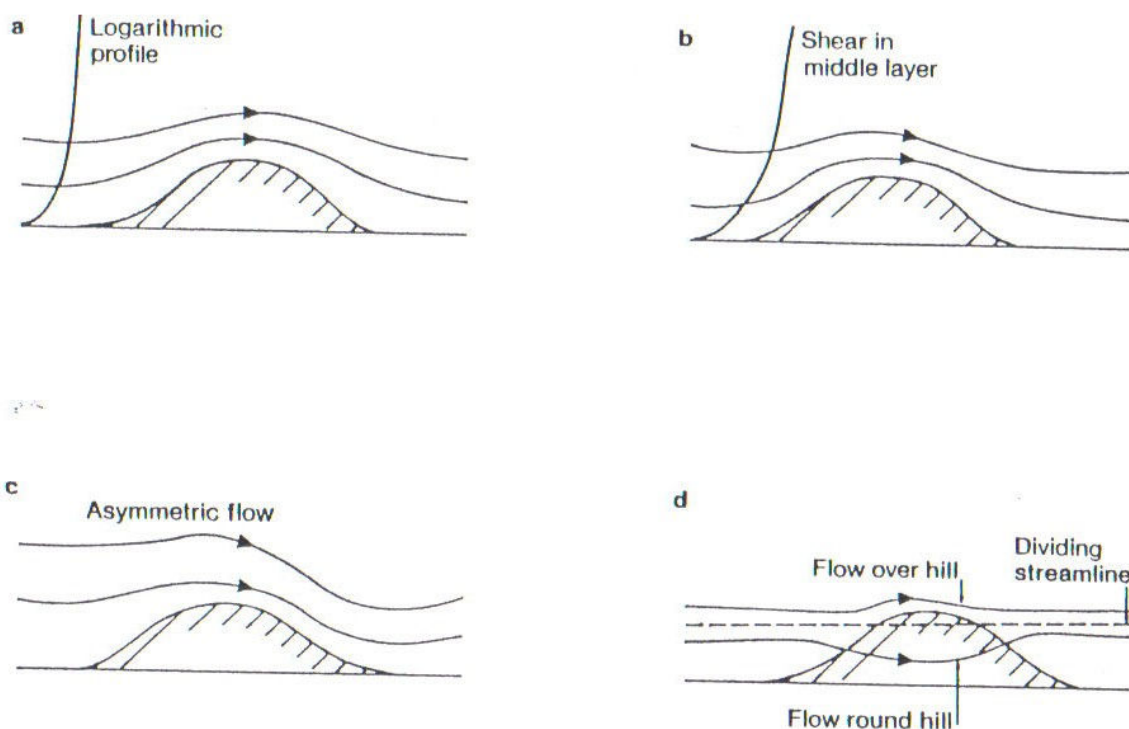 a
Logarithmic
profile
b
Shear in
middle layer
c
Asymmetric flow
d
Flow over hill
Dividing
streamline
Flow round hill